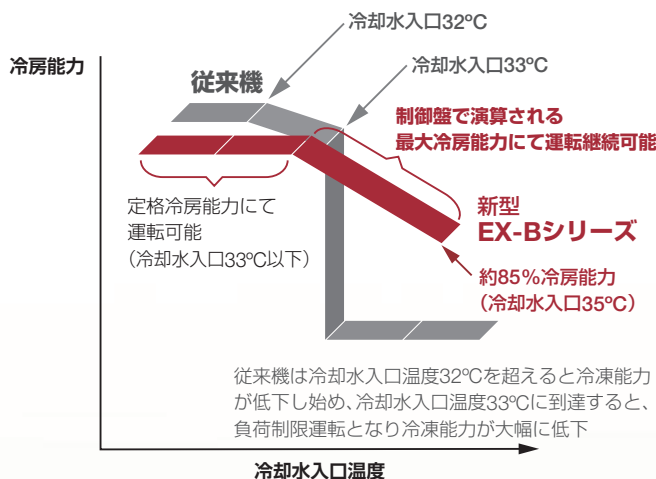 冷却水入口32℃
冷房能力
従来機
冷却水入口33℃
制御盤で演算される
最大冷房能力にて運転継続可能
定格冷房能力にて
運転可能
（冷却水入口33℃以下）
新型
EX-Bシリーズ
約85%冷房能力
（冷却水入口35℃）
従来機は冷却水入口温度32℃を超えると冷凍能力
が低下し始め、冷却水入口温度33℃に到達すると、
負荷制限運転となり冷凍能力が大幅に低下
冷却水入口温度